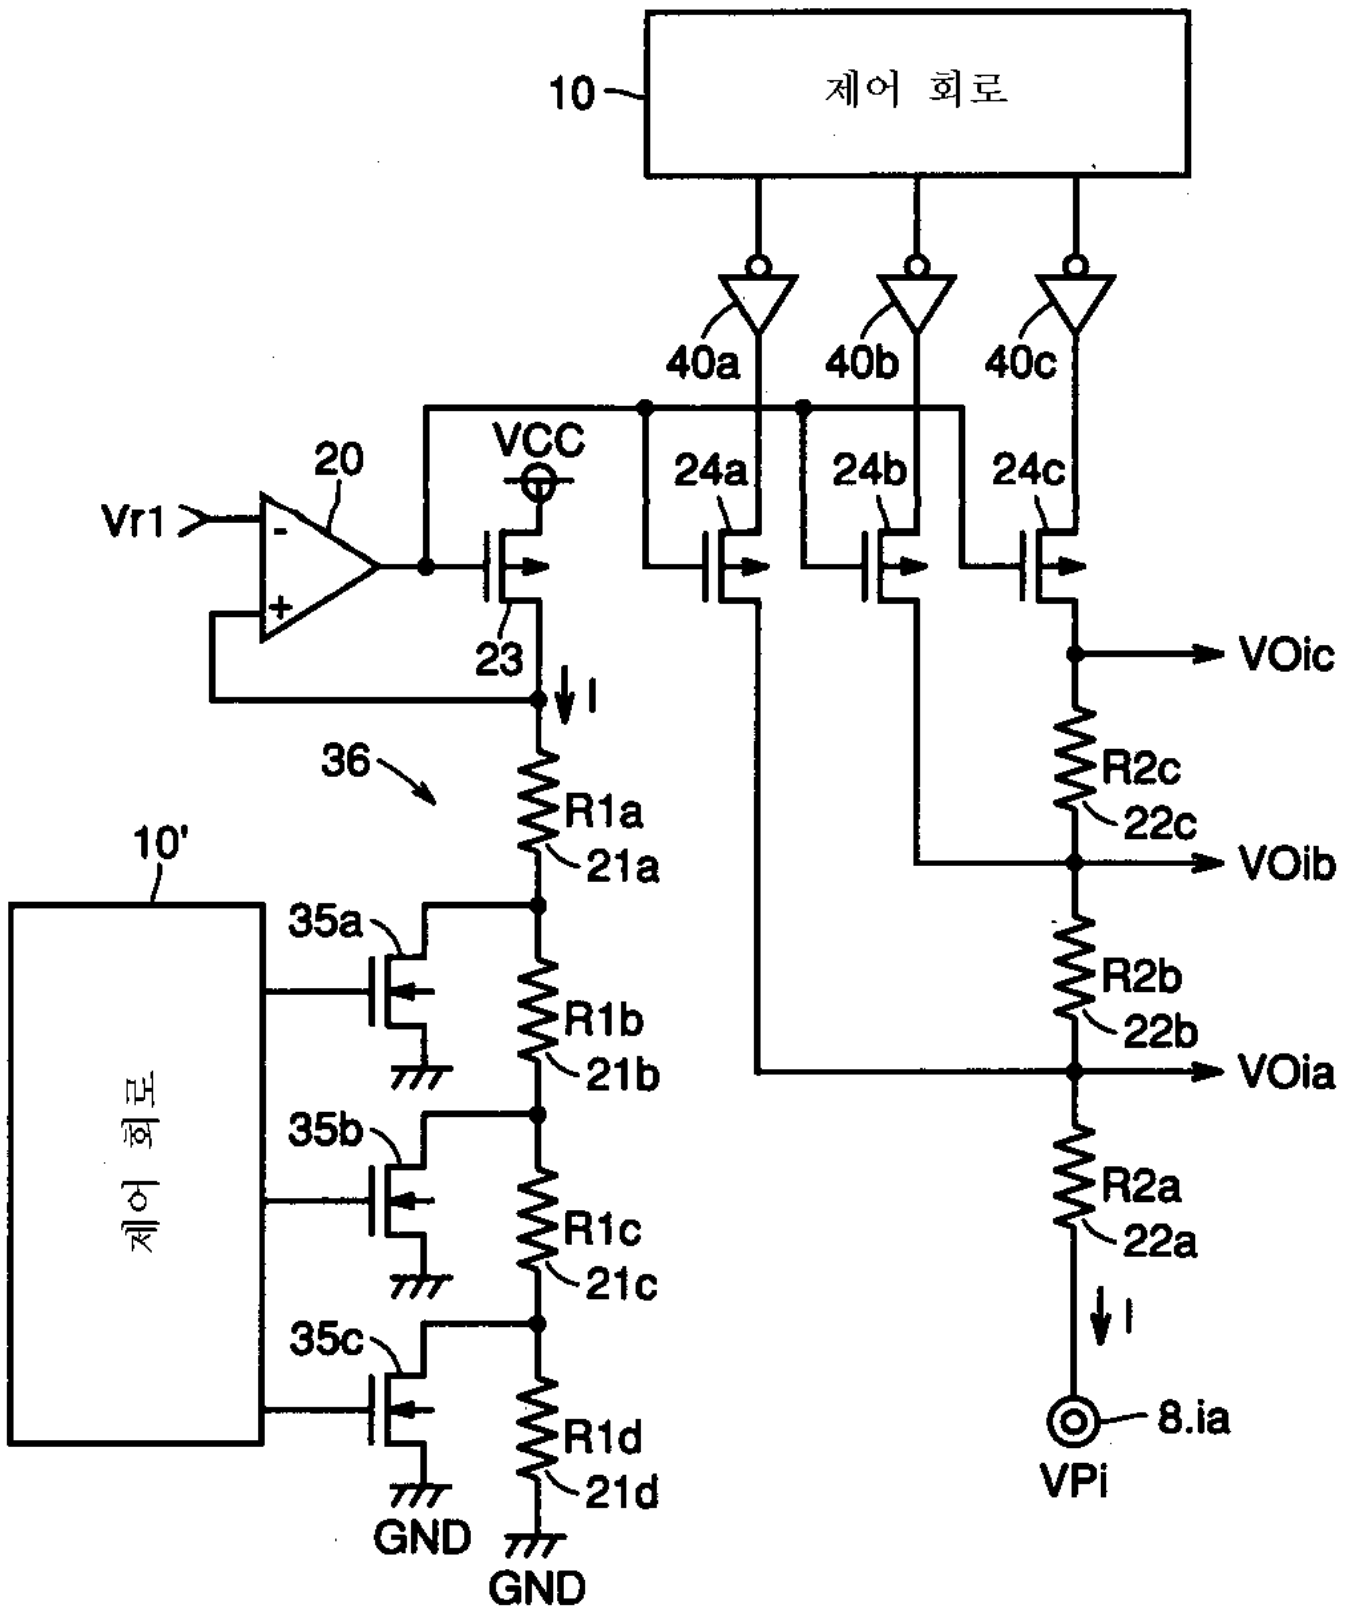 10
제어 회로
40a
40b
40c
VCC
20
24a
24b
24c
Vr1
-
+
23
I
VOic
36
R1a
21a
R2c
22c
VOib
10'
35a
R1b
21b
R2b
22b
VOia
제어 회로
35b
R1c
21c
R2a
22a
35c
I
R1d
21d
8.ia
VPi
GND
GND